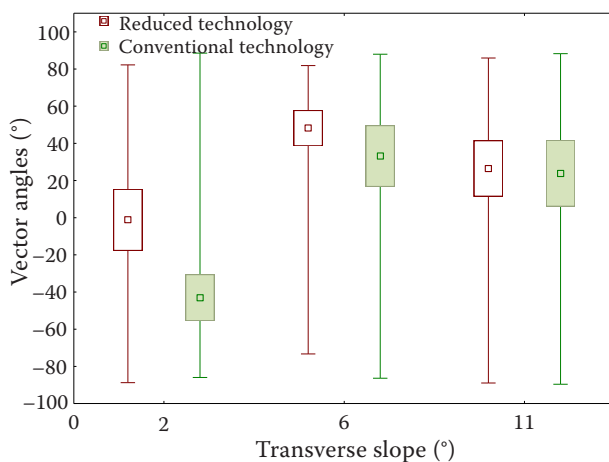 Reduced technology
Conventional technology
Vector angles (°)
100
80
60
40
20
0
−20
−40
−60
−80
−100
0 2 6 11
Transverse slope (°)